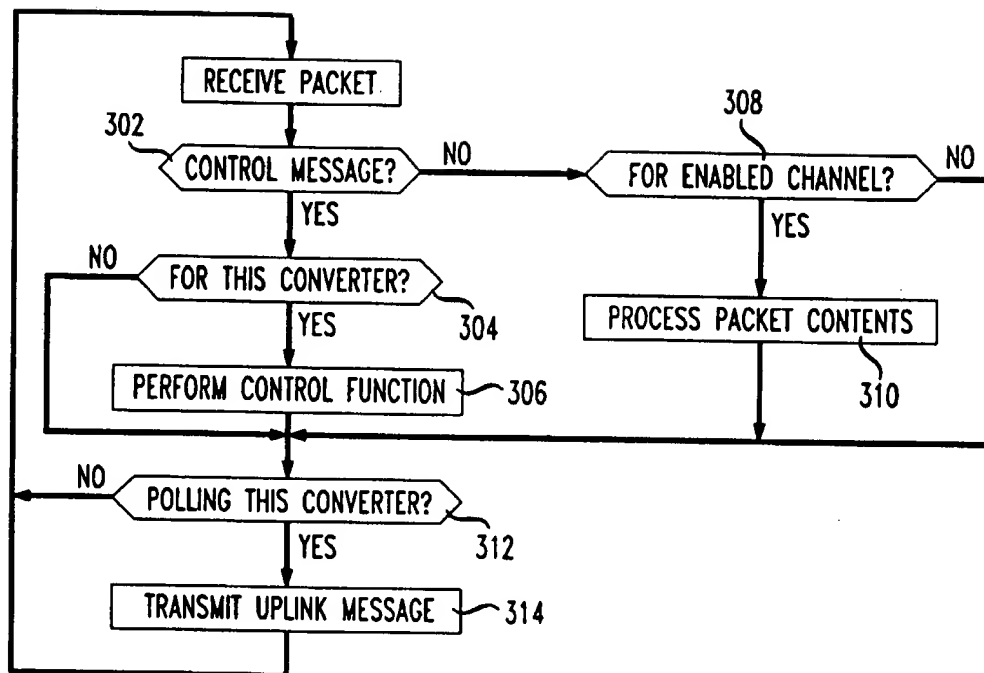 RECEIVE PACKET
302
CONTROL MESSAGE?
NO
308
FOR ENABLED CHANNEL?
NO
YES
YES
NO
FOR THIS CONVERTER?
304
YES
PROCESS PACKET CONTENTS
310
PERFORM CONTROL FUNCTION
306
NO
POLLING THIS CONVERTER?
312
YES
TRANSMIT UPLINK MESSAGE
314